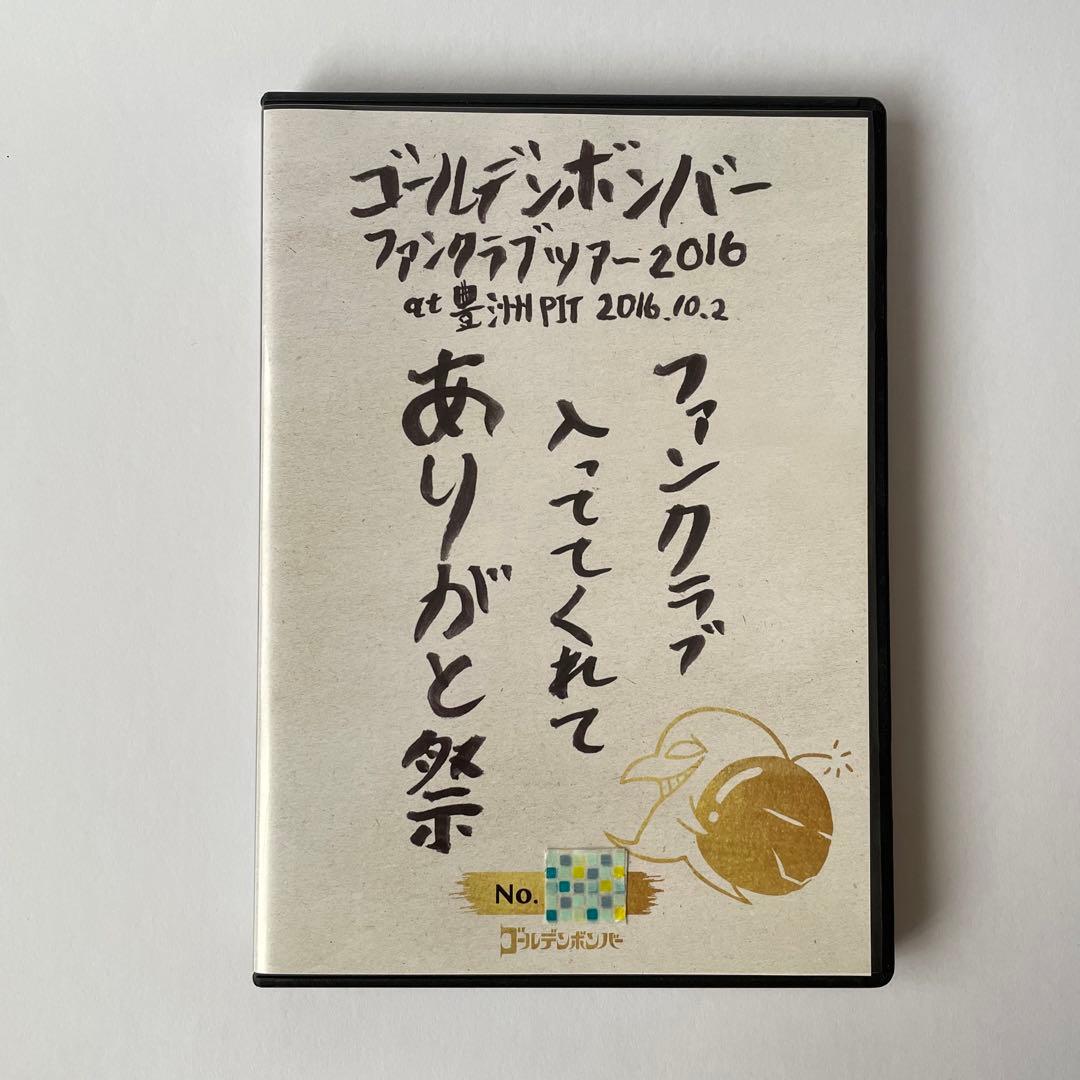 ゴールデンボンバー
ファンクラブツアー2016
at 豊洲PIT 2016.10.2
ファンクラブ
入っててくれて
ありがと祭
No.
ゴールデンボンバー